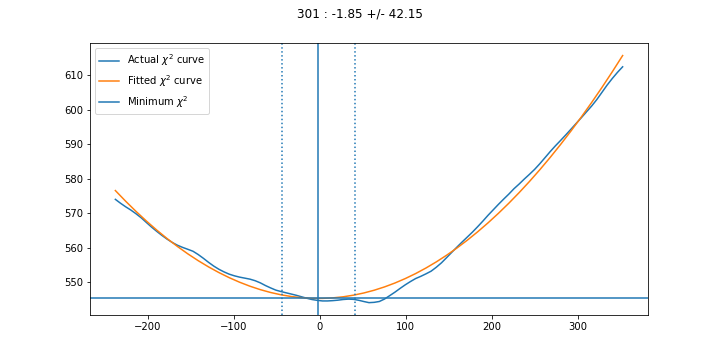 301 : -1.85 +/- 42.15
Actual χ² curve
Fitted χ² curve
Minimum χ²
610
600
590
580
570
560
550
−200 −100 0 100 200 300